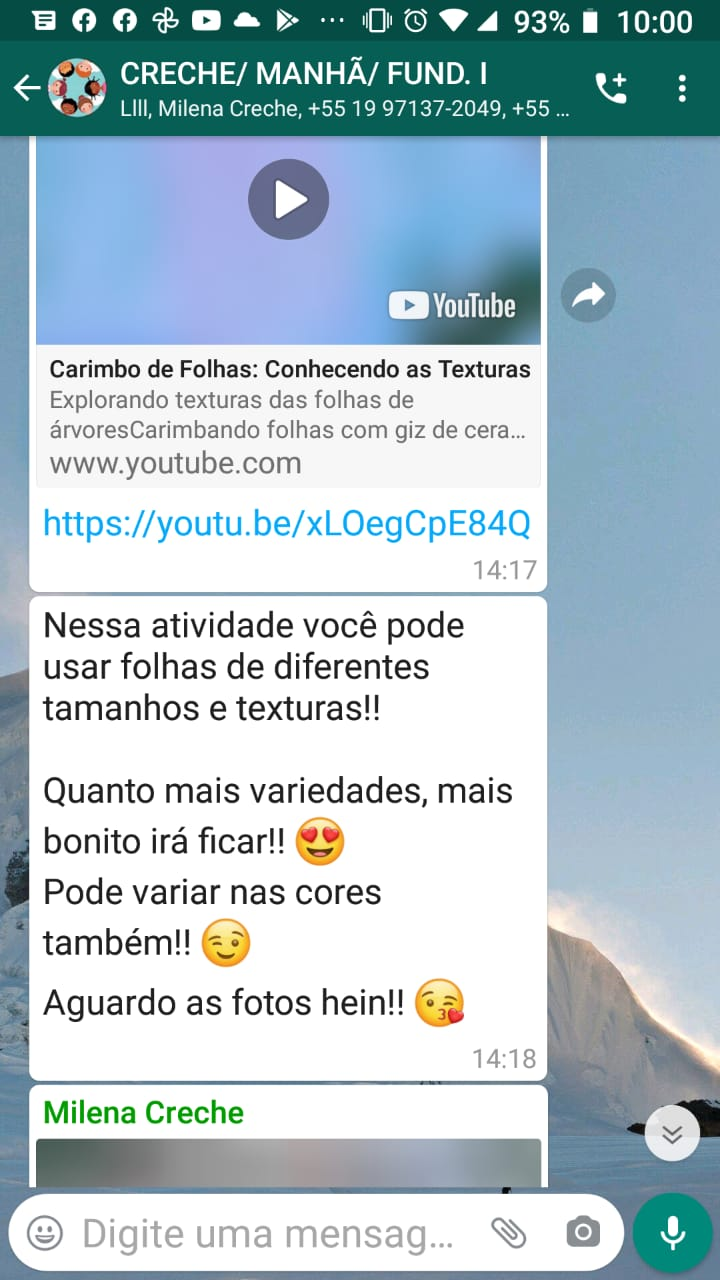 93% 10:00
CRECHE/ MANHÃ/ FUND. I
Llll, Milena Creche, +55 19 97137-2049, +55 ...
YouTube
Carimbo de Folhas: Conhecendo as Texturas
Explorando texturas das folhas de
árvoresCarimbando folhas com giz de cera...
www.youtube.com
https://youtu.be/xLOegCpE84Q
14:17
Nessa atividade você pode
usar folhas de diferentes
tamanhos e texturas!!
Quanto mais variedades, mais
bonito irá ficar!! 😍
Pode variar nas cores
também!! 😉
Aguardo as fotos hein!! 😘
14:18
Milena Creche
Digite uma mensag...